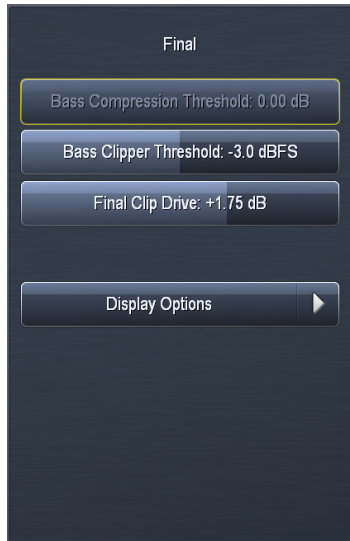 Final
Bass Compression Threshold: 0.00 dB
Bass Clipper Threshold: -3.0 dBFS
Final Clip Drive: +1.75 dB
Display Options